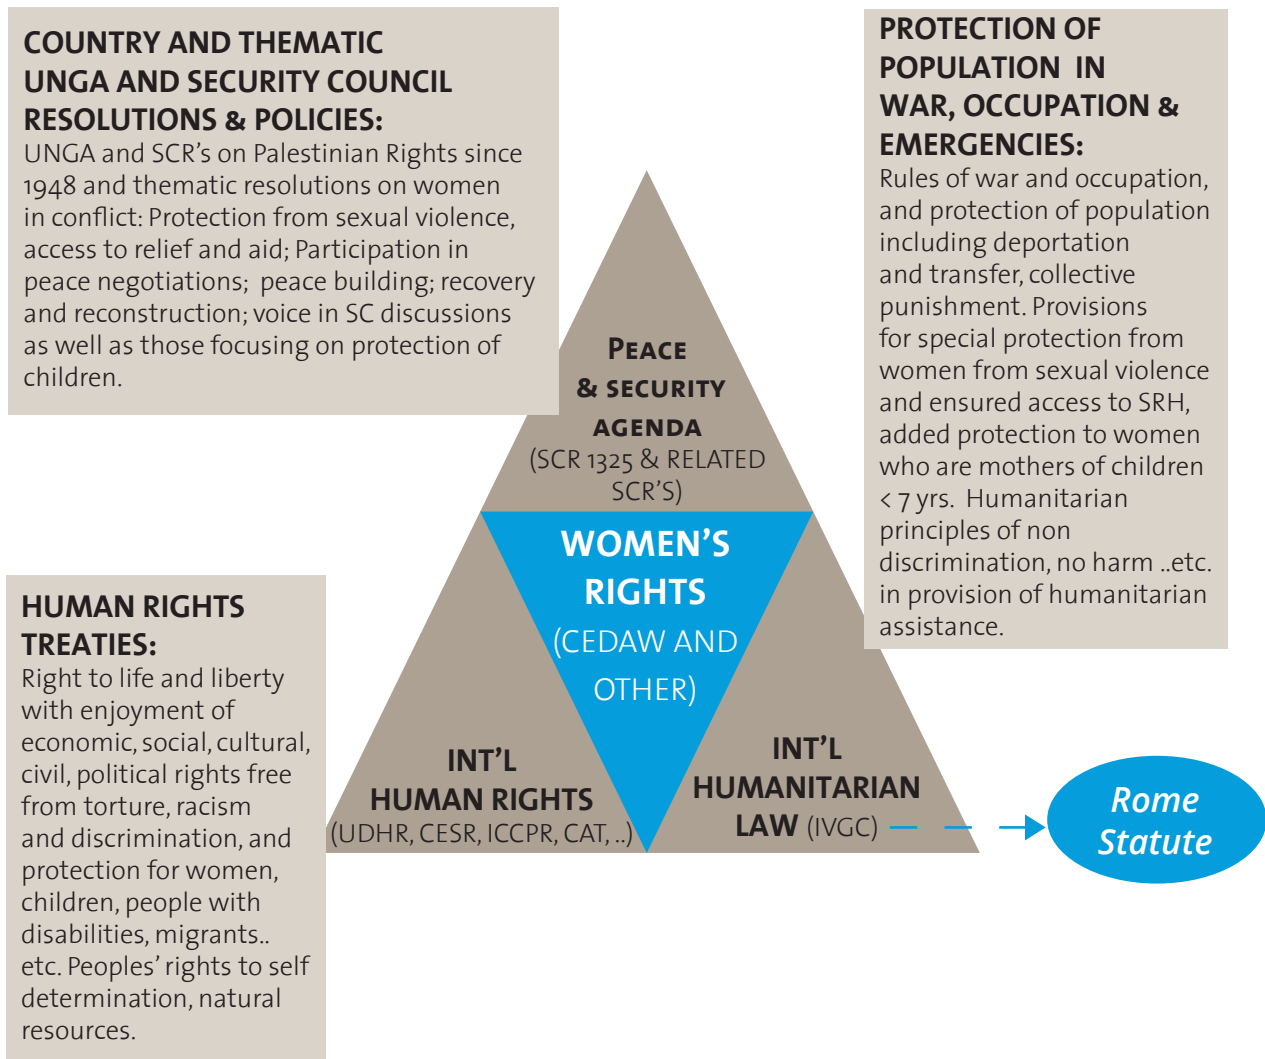 COUNTRY AND THEMATIC
UNGA AND SECURITY COUNCIL
RESOLUTIONS & POLICIES:
UNGA and SCR's on Palestinian Rights since
1948 and thematic resolutions on women
in conflict: Protection from sexual violence,
access to relief and aid; Participation in
peace negotiations; peace building; recovery
and reconstruction; voice in SC discussions
as well as those focusing on protection of
children.
PROTECTION OF
POPULATION IN
WAR, OCCUPATION &
EMERGENCIES:
Rules of war and occupation,
and protection of population
including deportation
and transfer, collective
punishment. Provisions
for special protection from
women from sexual violence
and ensured access to SRH,
added protection to women
who are mothers of children
< 7 yrs. Humanitarian
principles of non
discrimination, no harm ..etc.
in provision of humanitarian
assistance.
PEACE
& SECURITY
AGENDA
(SCR 1325 & RELATED
SCR'S)
WOMEN'S
RIGHTS
(CEDAW AND
OTHER)
HUMAN RIGHTS
TREATIES:
Right to life and liberty
with enjoyment of
economic, social, cultural,
civil, political rights free
from torture, racism
and discrimination, and
protection for women,
children, people with
disabilities, migrants..
etc. Peoples' rights to self
determination, natural
resources.
INT'L
HUMAN RIGHTS
(UDHR, CESR, ICCPR, CAT, ..)
INT'L
HUMANITARIAN
LAW (IVGC)
Rome
Statute